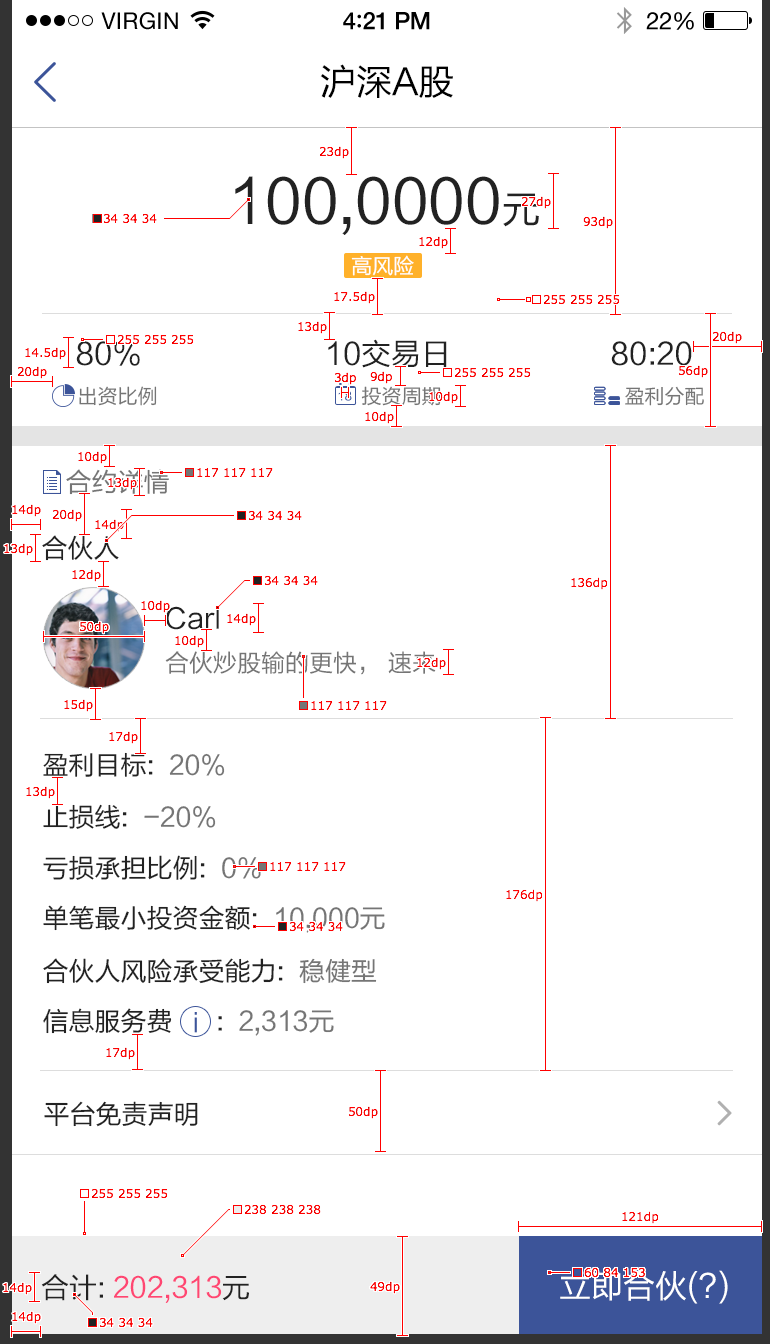 VIRGIN 4:21 PM 22%
沪深A股
23dp
100,0000元
27dp
34 34 34
93dp
12dp
高风险
17.5dp
255 255 255
13dp
255 255 255
20dp
14.5dp
80%
10交易日
80:20
20dp
3dp
9dp
255 255 255
56dp
出资比例
投资周期
10dp
盈利分配
10dp
10dp
合约详情
13dp
117 117 117
14dp
20dp
14dp
34 34 34
13dp
合伙人
12dp
34 34 34
136dp
10dp
Carl
14dp
50dp
10dp
合伙炒股输的更快， 速来
12dp
15dp
117 117 117
17dp
盈利目标: 20%
13dp
止损线: -20%
亏损承担比例: 0%
117 117 117
176dp
单笔最小投资金额: 10,000元
34 34 34
合伙人风险承受能力: 稳健型
信息服务费 i : 2,313元
17dp
平台免责声明
50dp
255 255 255
238 238 238
121dp
60 84 153
14dp
合计: 202,313元
49dp
立即合伙(?)
14dp
34 34 34